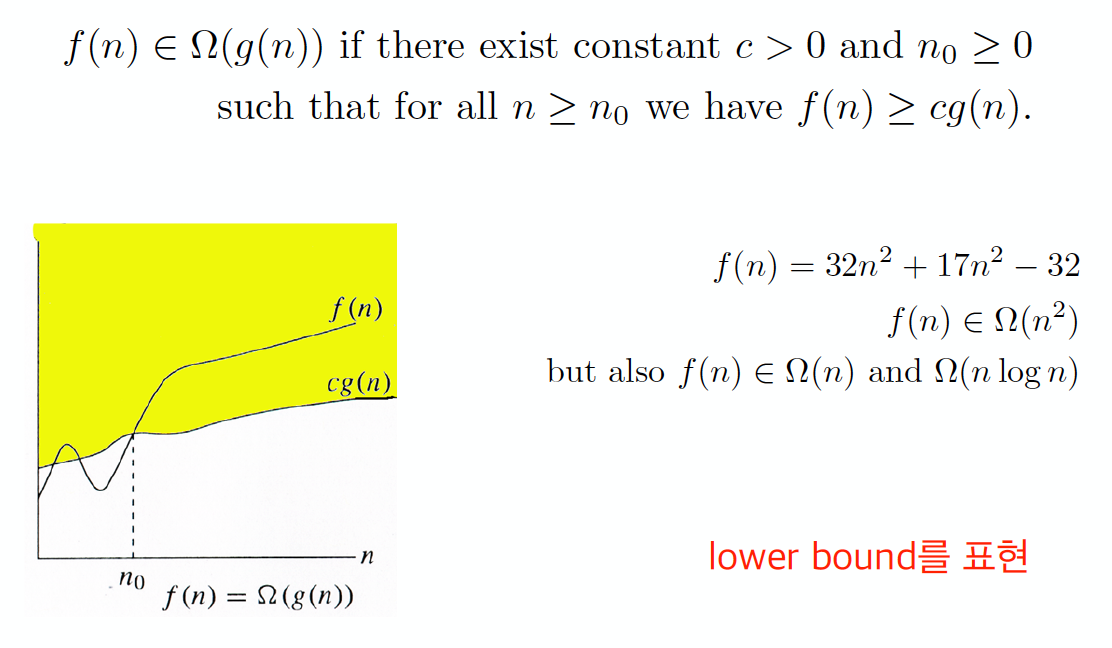 f(n) ∈ Ω(g(n)) if there exist constant c > 0 and n₀ ≥ 0
such that for all n ≥ n₀ we have f(n) ≥ cg(n).
f(n) = 32n² + 17n² − 32
f(n) ∈ Ω(n²)
but also f(n) ∈ Ω(n) and Ω(n log n)
f(n)
cg(n)
n
n₀
f(n) = Ω(g(n))
lower bound를 표현